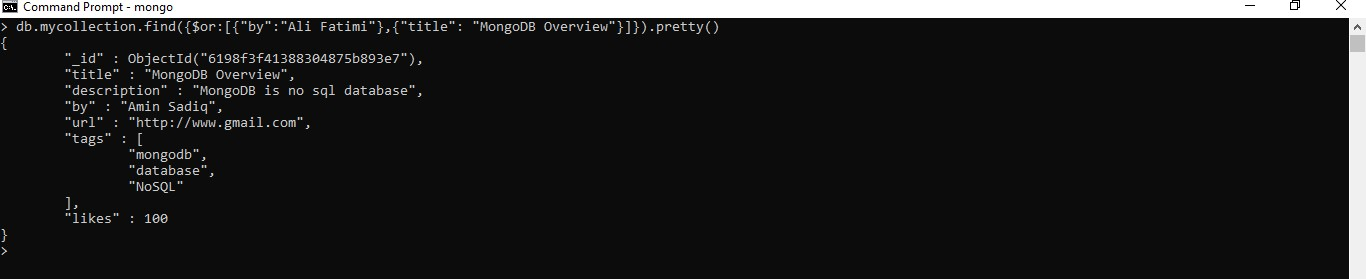 Command Prompt - mongo
> db.mycollection.find({$or:[{"by":"Ali Fatimi"},{"title": "MongoDB Overview"}]}).pretty()
{
"_id" : ObjectId("6198f3f41388304875b893e7"),
"title" : "MongoDB Overview",
"description" : "MongoDB is no sql database",
"by" : "Amin Sadiq",
"url" : "http://www.gmail.com",
"tags" : [
"mongodb",
"database",
"NoSQL"
],
"likes" : 100
}
>